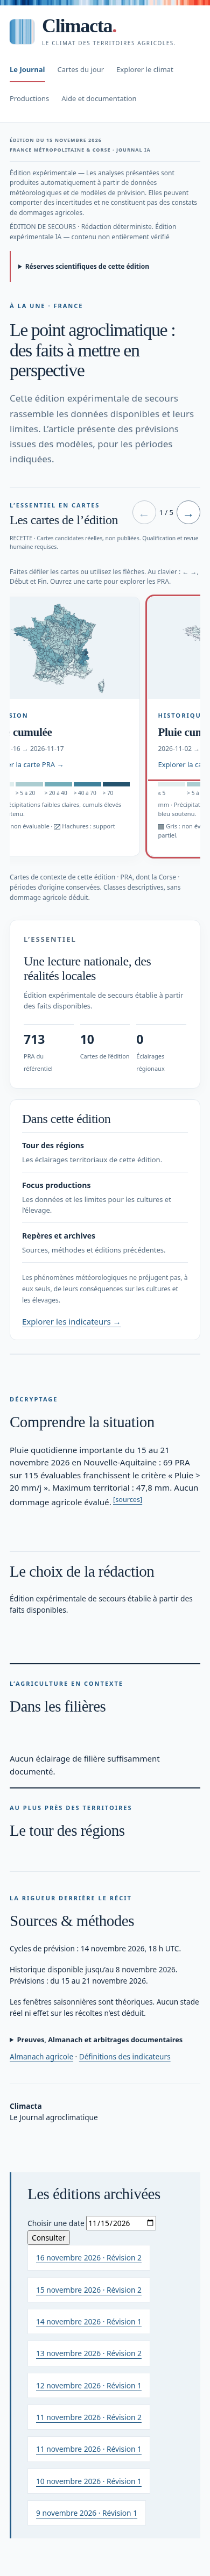 Climacta.
LE CLIMAT DES TERRITOIRES AGRICOLES.
Le Journal
Cartes du jour
Explorer le climat
Productions
Aide et documentation
ÉDITION DU 15 NOVEMBRE 2026
FRANCE MÉTROPOLITAINE & CORSE · JOURNAL IA
Édition expérimentale — Les analyses présentées sont
produites automatiquement à partir de données
météorologiques et de modèles de prévision. Elles peuvent
comporter des incertitudes et ne constituent pas des constats
de dommages agricoles.
ÉDITION DE SECOURS · Rédaction déterministe. Édition
expérimentale IA — contenu non entièrement vérifié
▶ Réserves scientifiques de cette édition
À LA UNE · FRANCE
Le point agroclimatique :
des faits à mettre en
perspective
Cette édition expérimentale de secours
rassemble les données disponibles et leurs
limites. L'article présente des prévisions
issues des modèles, pour les périodes
indiquées.
L'ESSENTIEL EN CARTES
Les cartes de l'édition
← 1 / 5 →
RECETTE · Cartes candidates réelles, non publiées. Qualification et revue
humaine requises.
Faites défiler les cartes ou utilisez les flèches. Au clavier : ← →,
Début et Fin. Ouvrez une carte pour explorer les PRA.
SION
cumulée
-16 → 2026-11-17
er la carte PRA →
> 5 à 20
> 20 à 40
> 40 à 70
> 70
cipitations faibles claires, cumuls élevés
tenu.
non évaluable · Hachures : support
HISTORIQU
Pluie cum
2026-11-02 →
Explorer la ca
≤ 5
> 5 à
mm · Précipitat
bleu soutenu.
Gris : non év
partiel.
Cartes de contexte de cette édition · PRA, dont la Corse ·
périodes d'origine conservées. Classes descriptives, sans
dommage agricole déduit.
L'ESSENTIEL
Une lecture nationale, des
réalités locales
Édition expérimentale de secours établie à partir
des faits disponibles.
713
PRA du
référentiel
10
Cartes de l'édition
0
Éclairages
régionaux
Dans cette édition
Tour des régions
Les éclairages territoriaux de cette édition.
Focus productions
Les données et les limites pour les cultures et
l'élevage.
Repères et archives
Sources, méthodes et éditions précédentes.
Les phénomènes météorologiques ne préjugent pas, à
eux seuls, de leurs conséquences sur les cultures et
les élevages.
Explorer les indicateurs →
DÉCRYPTAGE
Comprendre la situation
Pluie quotidienne importante du 15 au 21
novembre 2026 en Nouvelle-Aquitaine : 69 PRA
sur 115 évaluables franchissent le critère « Pluie >
20 mm/j ». Maximum territorial : 47,8 mm. Aucun
dommage agricole évalué. [sources]
Le choix de la rédaction
Édition expérimentale de secours établie à partir des
faits disponibles.
L'AGRICULTURE EN CONTEXTE
Dans les filières
Aucun éclairage de filière suffisamment
documenté.
AU PLUS PRÈS DES TERRITOIRES
Le tour des régions
LA RIGUEUR DERRIÈRE LE RÉCIT
Sources & méthodes
Cycles de prévision : 14 novembre 2026, 18 h UTC.
Historique disponible jusqu'au 8 novembre 2026.
Prévisions : du 15 au 21 novembre 2026.
Les fenêtres saisonnières sont théoriques. Aucun stade
réel ni effet sur les récoltes n'est déduit.
▶ Preuves, Almanach et arbitrages documentaires
Almanach agricole · Définitions des indicateurs
Climacta
Le Journal agroclimatique
Les éditions archivées
Choisir une date 11/15/2026
Consulter
16 novembre 2026 · Révision 2
15 novembre 2026 · Révision 2
14 novembre 2026 · Révision 1
13 novembre 2026 · Révision 2
12 novembre 2026 · Révision 1
11 novembre 2026 · Révision 2
11 novembre 2026 · Révision 1
10 novembre 2026 · Révision 1
9 novembre 2026 · Révision 1